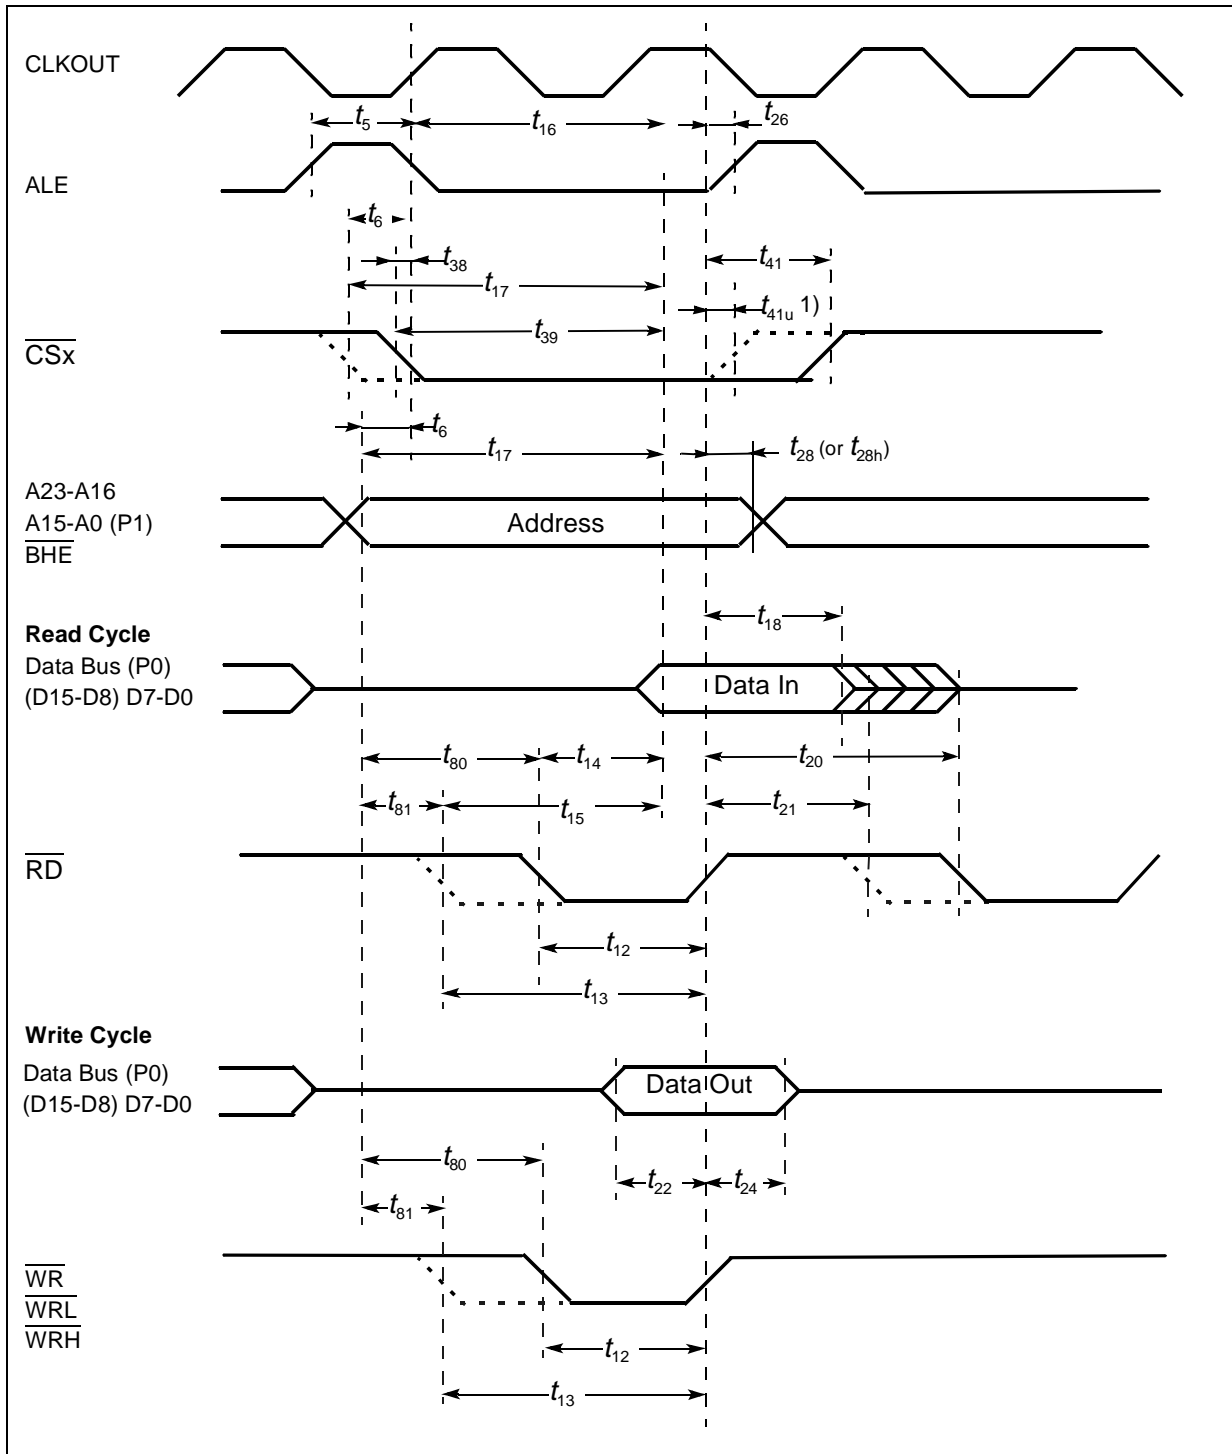 CLKOUT
t5 t16 t26
ALE
t6
t38 t41
t17
t41u 1)
t39
CSx
t6
t17 t28 (or t28h)
A23-A16
A15-A0 (P1) Address
BHE
t18
Read Cycle
Data Bus (P0)
(D15-D8) D7-D0 Data In
t80 t14 t20
t81 t15 t21
RD
t12
t13
Write Cycle
Data Bus (P0) Data Out
(D15-D8) D7-D0
t80
t22 t24
t81
WR
WRL
WRH
t12
t13